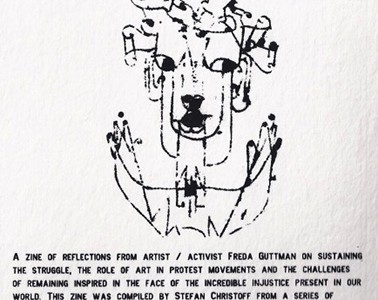 A zine of reflections from artist / activist Freda Guttman on sustaining
the struggle, the role of art in protest movements and the challenges
of remaining inspired in the face of the incredible injustice present in our
world. This zine was compiled by Stefan Christoff from a series of